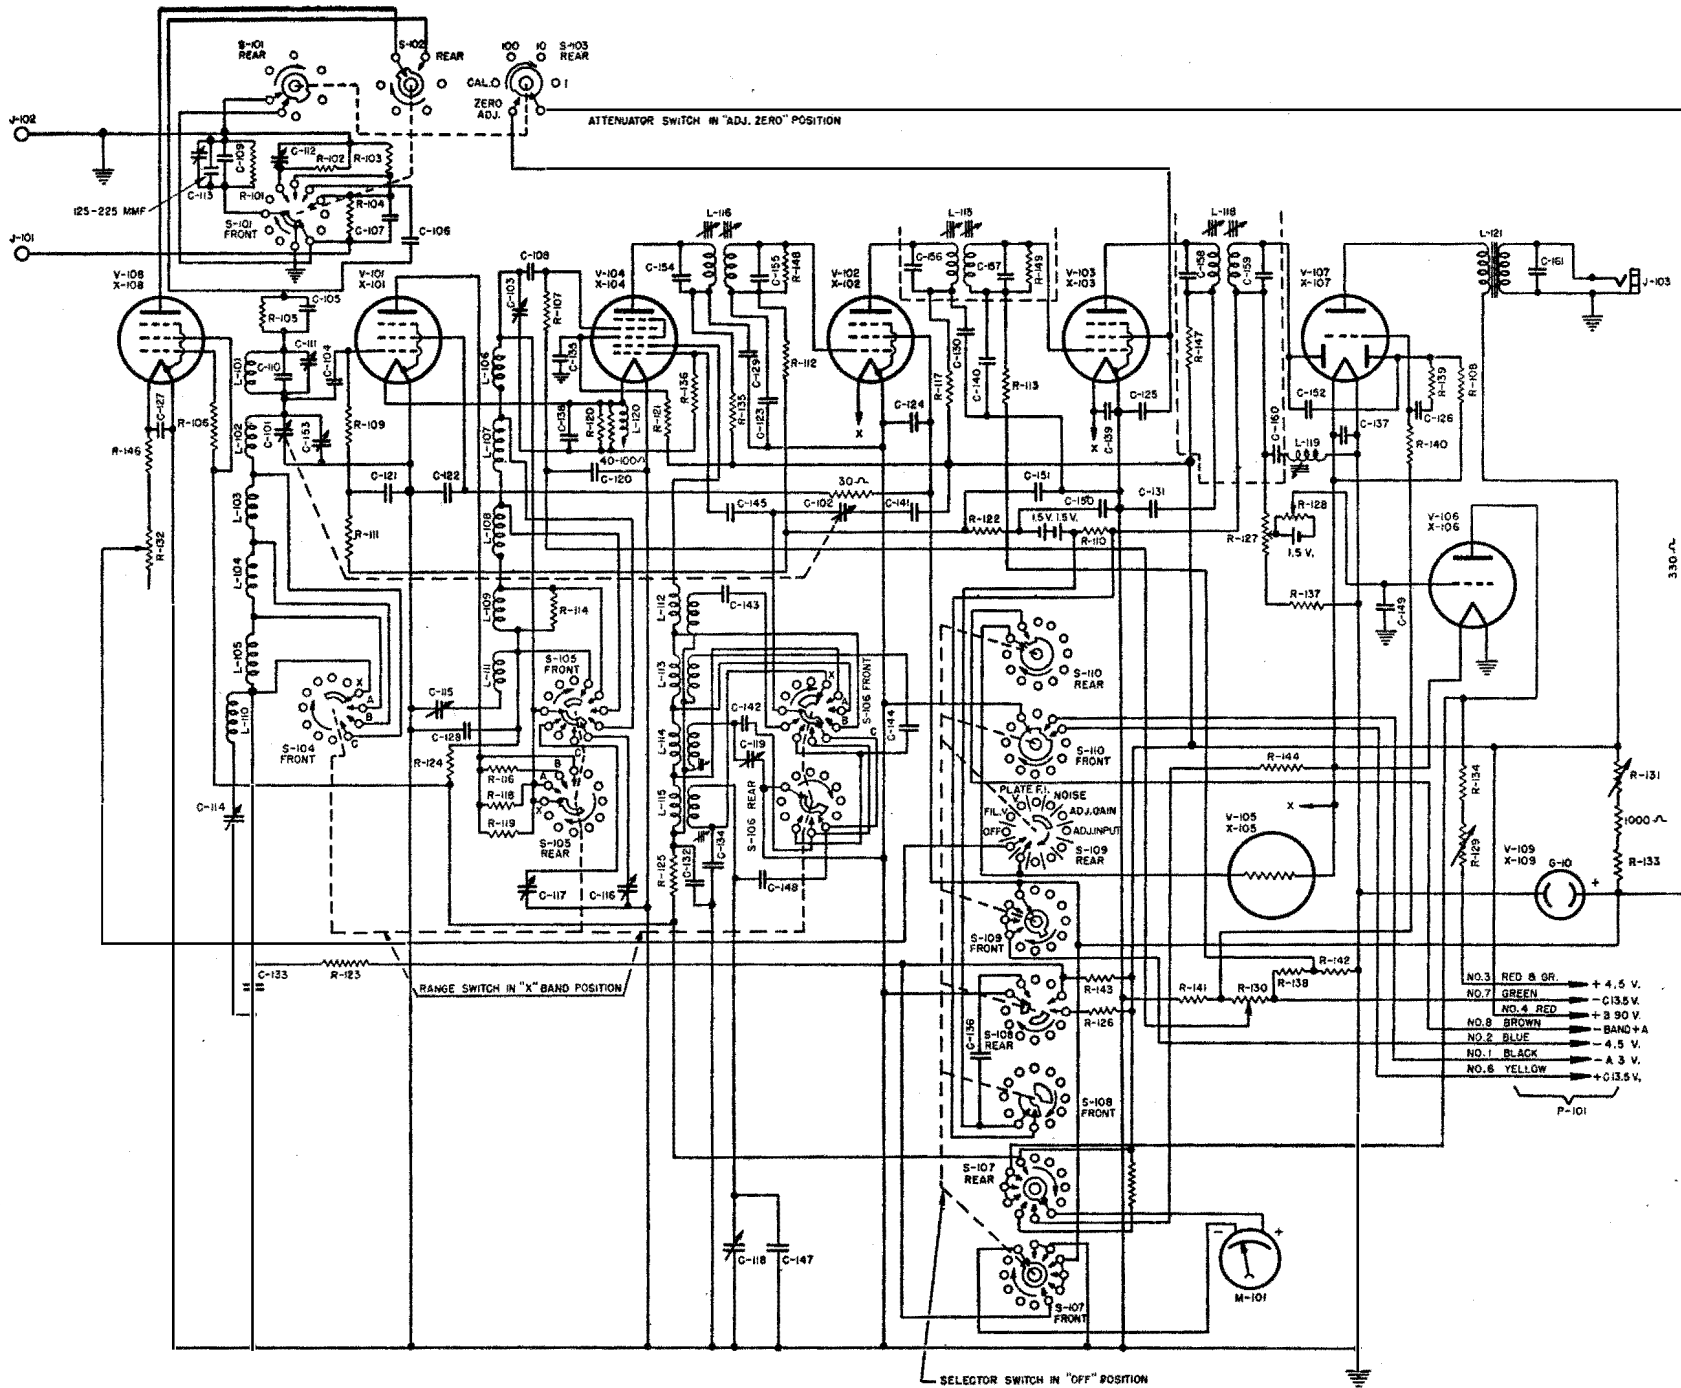 S-101
REAR
S-102
REAR
100
10
S-103
REAR
CAL.
1
ZERO
ADJ.
ATTENUATOR SWITCH IN "ADJ. ZERO" POSITION
J-102
C-109
C-112
R-102
R-103
C-113
R-101
R-104
125-225 MMF
S-101
FRONT
C-107
C-106
J-101
L-116
L-115
L-118
L-121
V-108
X-108
V-101
X-101
C-108
V-104
X-104
C-154
C-155
R-148
V-102
X-102
C-156
C-157
R-149
V-103
X-103
C-158
C-159
V-107
X-107
C-161
J-103
C-105
R-105
C-103
R-107
C-111
C-104
L-101
C-110
L-106
C-135
R-136
C-129
R-112
R-117
C-130
C-140
R-113
R-147
R-139
R-108
C-127
R-106
L-102
C-101
C-153
R-109
L-107
C-138
R-120
L-120
R-121
R-135
C-123
C-124
C-139
C-125
C-152
C-126
C-160
C-137
R-140
R-146
40-100Ω
C-120
L-119
X
X
C-121
C-122
30Ω
C-151
L-103
C-145
C-102
C-141
C-150
C-131
R-128
R-132
R-111
L-108
R-122
1.5 V. 1.5 V.
R-110
R-127
1.5 V.
V-106
X-106
330Ω
L-104
L-109
R-114
L-112
C-143
R-137
C-149
L-105
L-111
S-105
FRONT
L-113
S-106 FRONT
S-110
REAR
X
A
B
C
L-110
C-115
C-142
X
A
B
C
C-144
S-104
FRONT
C-128
R-124
L-114
C-119
S-110
FRONT
R-144
R-134
R-131
R-116
R-118
R-119
C
B
A
X
S-105
REAR
C-114
L-115
S-106 REAR
PLATE
F.I.
NOISE
FIL.V.
ADJ.GAIN
OFF
ADJ.INPUT
S-109
REAR
X
V-105
X-105
1000Ω
R-129
R-133
V-109
X-109
G-10
+
C-117
C-116
R-125
C-132
C-134
C-148
S-109
FRONT
C-133
R-123
RANGE SWITCH IN "X" BAND POSITION
R-143
R-142
R-138
R-141
R-130
R-126
C-136
S-108
REAR
NO.3 RED & GR. + 4.5 V.
NO.7 GREEN - C13.5 V.
NO.4 RED + B 90 V.
NO.8 BROWN - BAND+A
NO.2 BLUE - 4.5 V.
NO.1 BLACK - A 3 V.
NO.6 YELLOW + C13.5 V.
P-101
S-108
FRONT
S-107
REAR
C-118
C-147
- +
M-101
S-107
FRONT
SELECTOR SWITCH IN "OFF" POSITION